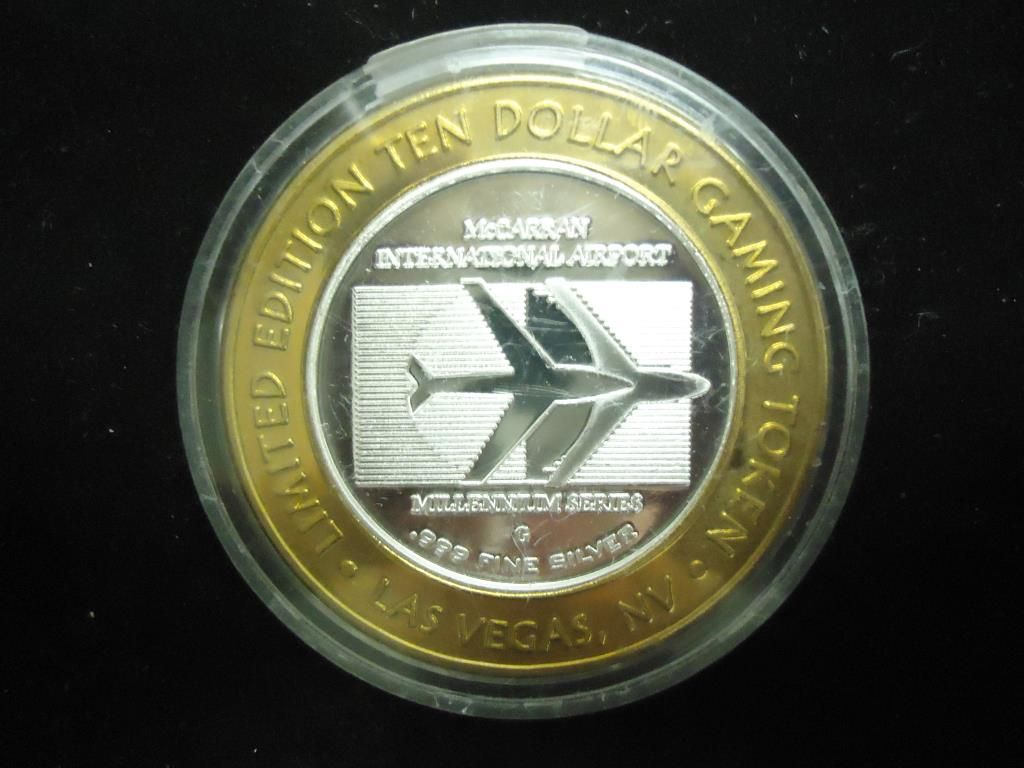 LIMITED EDITION TEN DOLLAR GAMING TOKEN
McCARRAN
INTERNATIONAL AIRPORT
MILLENNIUM SERIES
G
.999 FINE SILVER
• LAS VEGAS, NV •